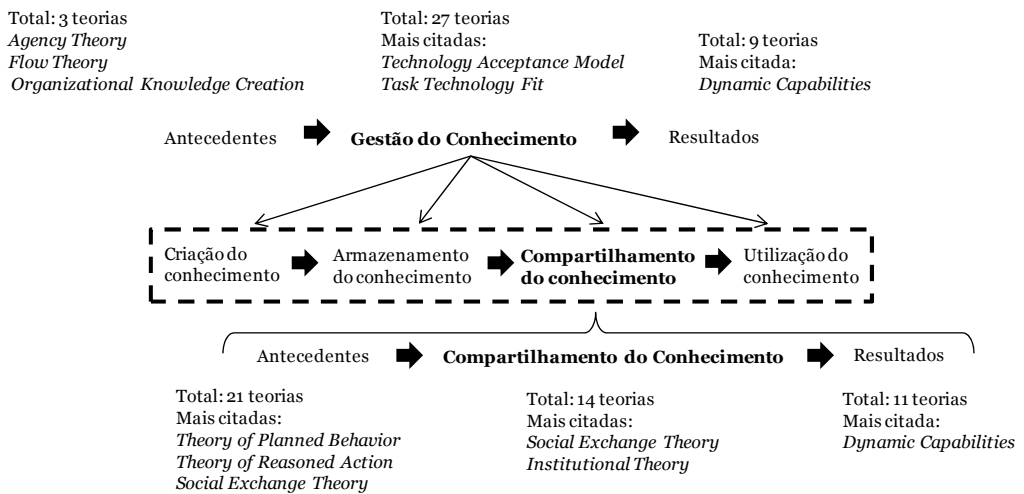 Total: 3 teorias
Agency Theory
Flow Theory
Organizational Knowledge Creation
Total: 27 teorias
Mais citadas:
Technology Acceptance Model
Task Technology Fit
Total: 9 teorias
Mais citada:
Dynamic Capabilities
Antecedentes
Gestão do Conhecimento
Resultados
Criação do
conhecimento
Armazenamento
do conhecimento
Compartilhamento
do conhecimento
Utilização do
conhecimento
Antecedentes
Compartilhamento do Conhecimento
Resultados
Total: 21 teorias
Mais citadas:
Theory of Planned Behavior
Theory of Reasoned Action
Social Exchange Theory
Total: 14 teorias
Mais citadas:
Social Exchange Theory
Institutional Theory
Total: 11 teorias
Mais citada:
Dynamic Capabilities